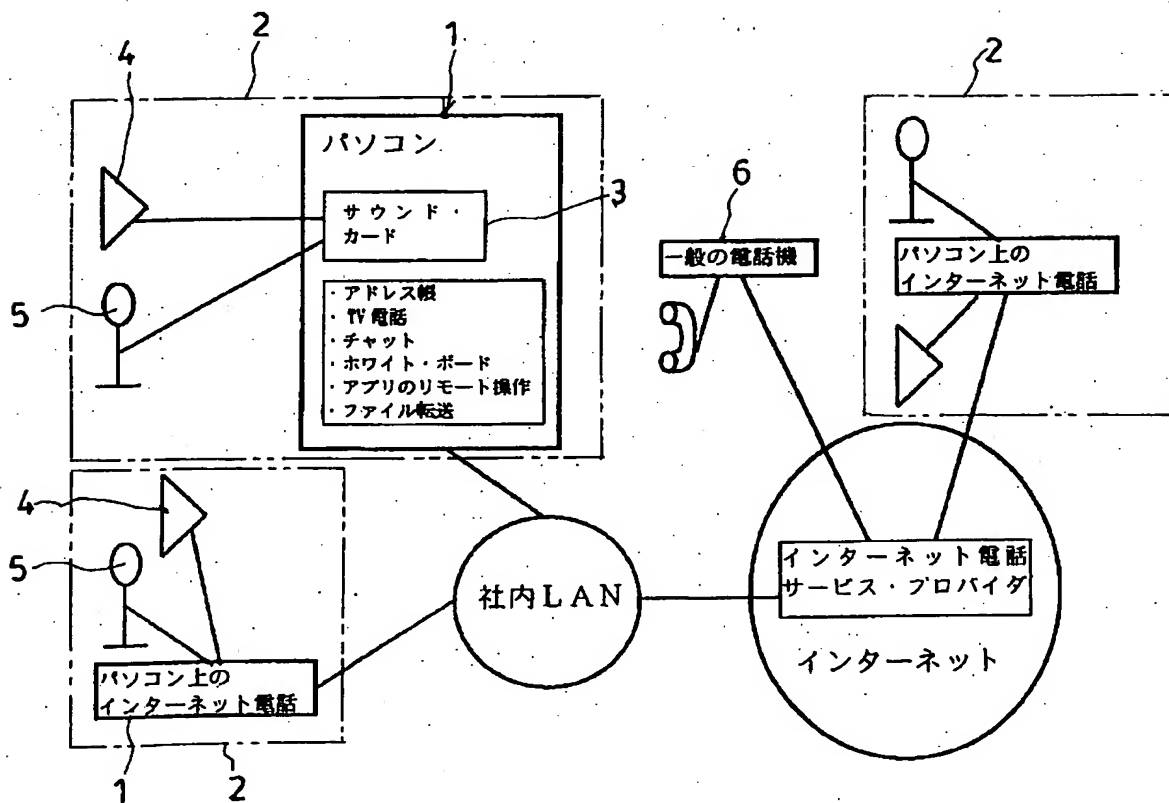 2
1
2
4
パソコン
6
3
サウンド・
カード
一般の電話機
パソコン上の
インターネット電話
5
・アドレス帳
・TV電話
・チャット
・ホワイト・ボード
・アプリのリモート操作
・ファイル転送
4
5
社内LAN
インターネット電話
サービス・プロバイダ
インターネット
パソコン上の
インターネット電話
1
2